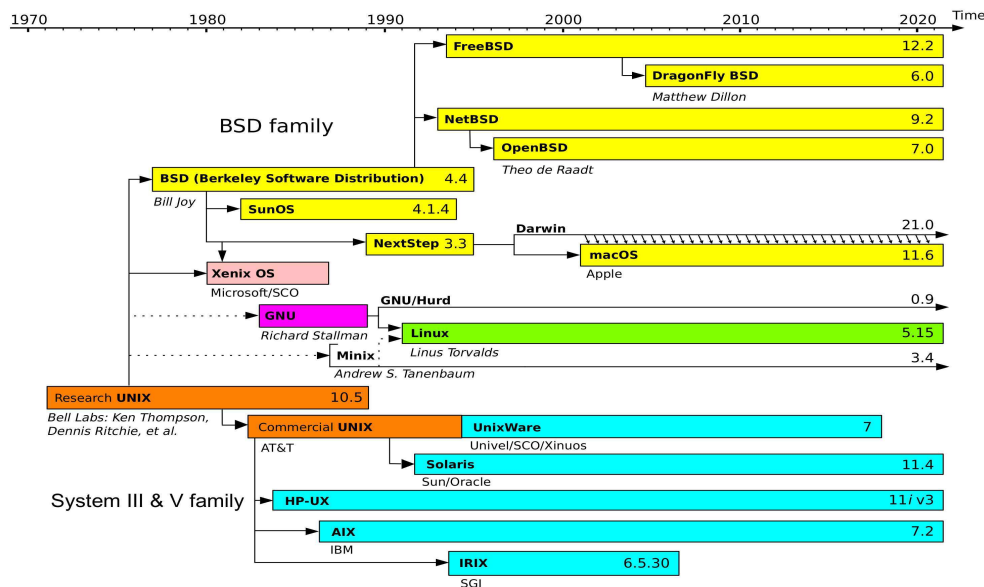 1970 1980 1990 2000 2010 2020 Time
FreeBSD 12.2
DragonFly BSD 6.0
Matthew Dillon
BSD family
NetBSD 9.2
OpenBSD 7.0
Theo de Raadt
BSD (Berkeley Software Distribution) 4.4
Bill Joy
SunOS 4.1.4
Darwin 21.0
NextStep 3.3
macOS 11.6
Apple
Xenix OS
Microsoft/SCO
GNU/Hurd 0.9
GNU
Richard Stallman
Linux 5.15
Linus Torvalds
Minix 3.4
Andrew S. Tanenbaum
Research UNIX 10.5
Bell Labs: Ken Thompson,
Dennis Ritchie, et al.
Commercial UNIX UnixWare 7
AT&T Univel/SCO/Xinuos
Solaris 11.4
Sun/Oracle
System III & V family
HP-UX 11i v3
AIX 7.2
IBM
IRIX 6.5.30
SGI